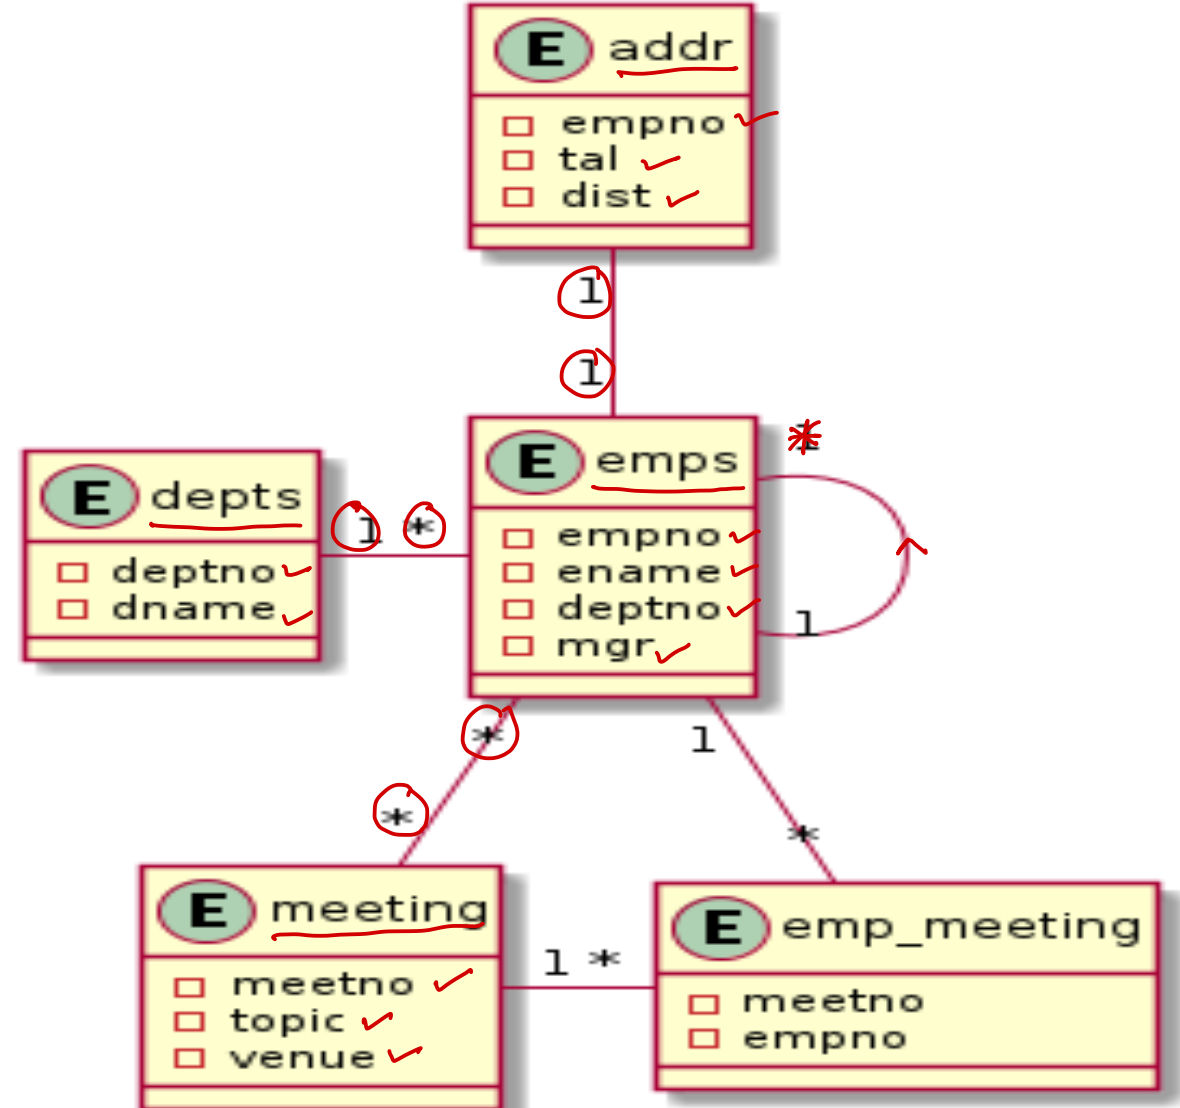 E addr
empno
tal
dist
1
1
*
E emps
empno
ename
deptno
mgr
1
E depts
deptno
dname
1 *
*
*
1
*
E meeting
meetno
topic
venue
1 *
E emp_meeting
meetno
empno